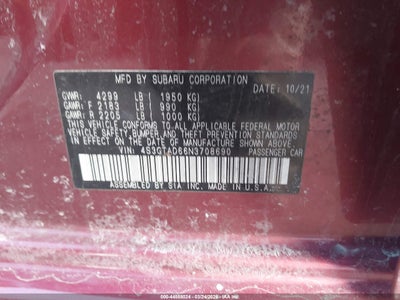 MFD BY SUBARU CORPORATION DATE: 10/21
GVWR: 4299 LB ( 1950 KG)
GAWR: F 2183 LB ( 990 KG)
GAWR: R 2205 LB ( 1000 KG)
THIS VEHICLE CONFORMS TO ALL APPLICABLE FEDERAL MOTOR
VEHICLE SAFETY, BUMPER, AND THEFT PREVENTION STANDARDS
IN EFFECT ON THE DATE OF MANUFACTURE SHOWN ABOVE.
VIN: 4S3GTAD66N3708690 PASSENGER CAR
ASSEMBLED BY SIA INC. MADE IN U.S.A.